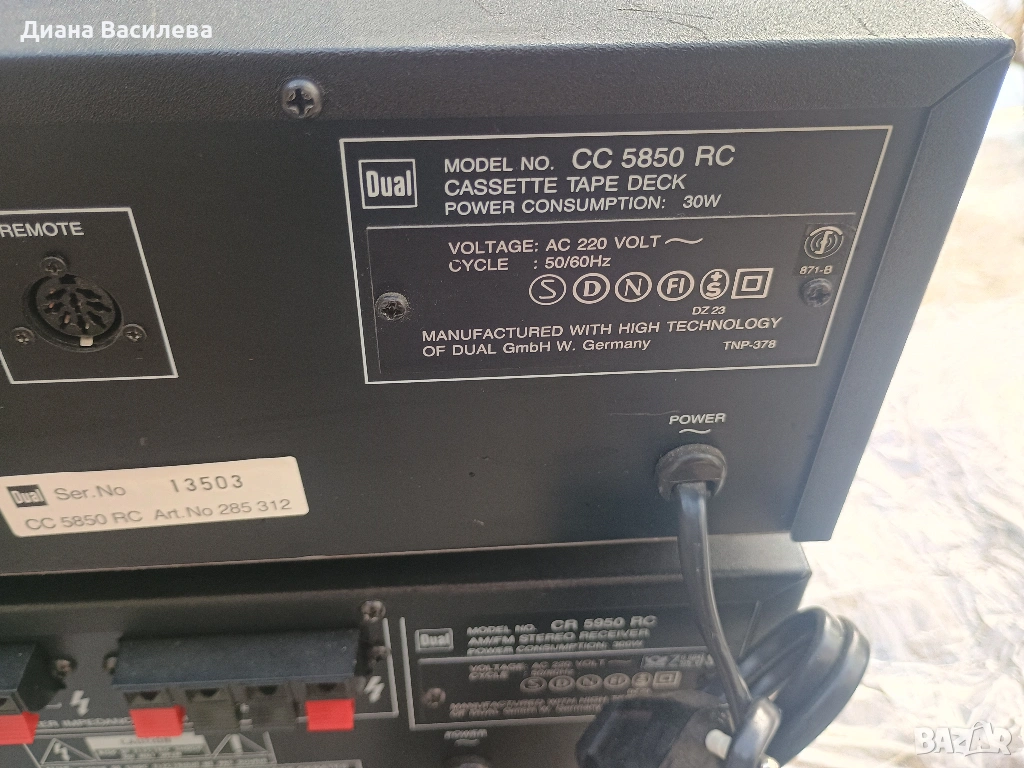 Диана Василева
REMOTE
Dual
MODEL NO. CC 5850 RC
CASSETTE TAPE DECK
POWER CONSUMPTION: 30W
VOLTAGE: AC 220 VOLT ~
CYCLE : 50/60Hz
871-B
S D N FI S
DZ 23
MANUFACTURED WITH HIGH TECHNOLOGY
OF DUAL GmbH W. Germany
TNP-378
POWER
~
Dual Ser.No 13503
CC 5850 RC Art.No 285 312
Dual
MODEL NO. CR 5950 RC
AM/FM STEREO RECEIVER
POWER CONSUMPTION:
VOLTAGE: AC 220 VOLT
CYCLE
IMPEDANCE
BAZAR